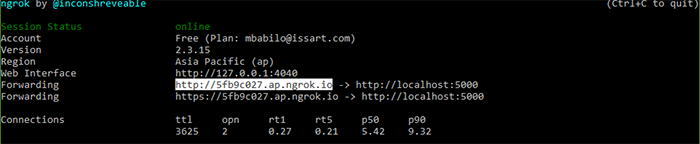 ngrok by @inconshreveable (Ctrl+C to quit)
Session Status online
Account Free (Plan: mbabilo@issart.com)
Version 2.3.15
Region Asia Pacific (ap)
Web Interface http://127.0.0.1:4040
Forwarding http://5fb9c027.ap.ngrok.io -> http://localhost:5000
Forwarding https://5fb9c027.ap.ngrok.io -> http://localhost:5000
Connections ttl opn rt1 rt5 p50 p90
3625 2 0.27 0.21 5.42 9.32